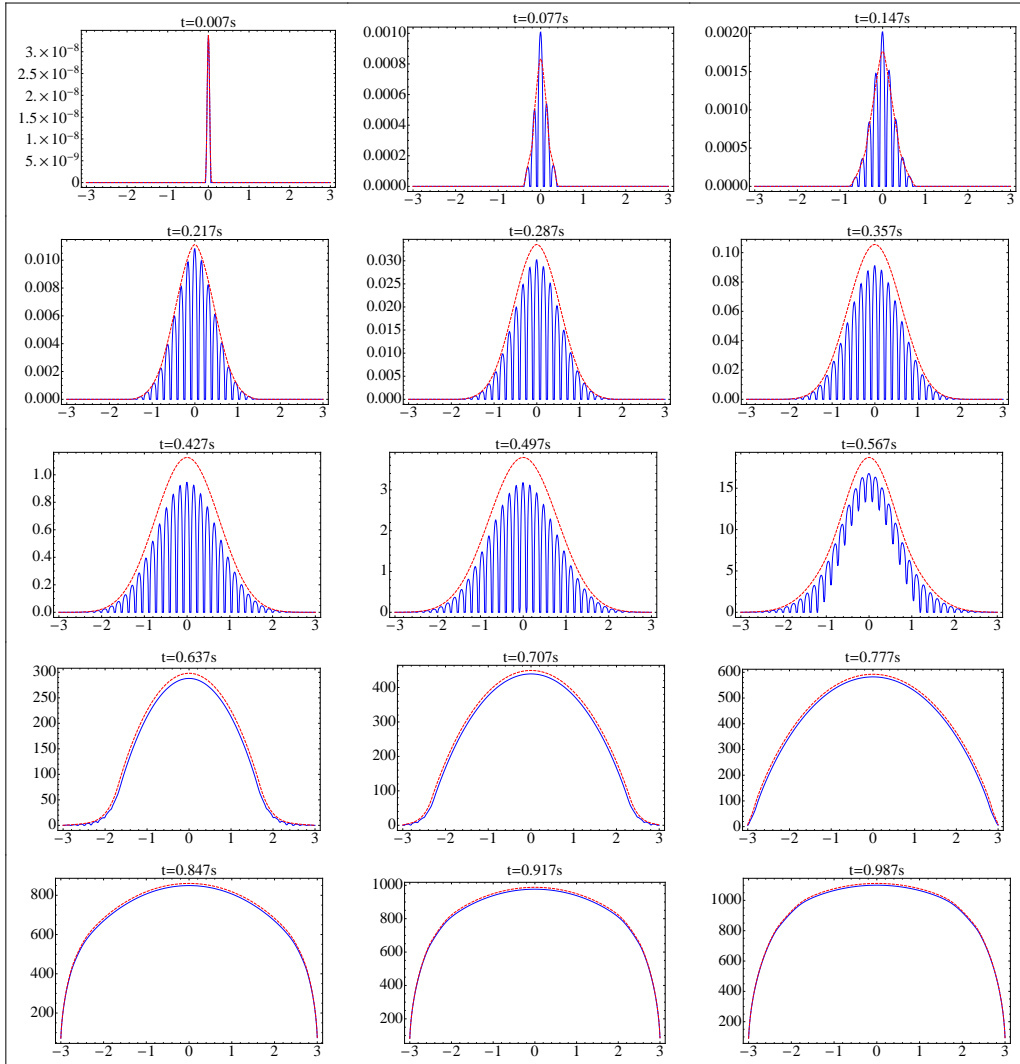 t=0.007s
3.×10−8
3.×10−8
2.×10−8
2.×10−8
1.×10−8
5.×10−9
0
−3 −2 −1 0 1 2 3
t=0.077s
0.0010
0.0008
0.0006
0.0004
0.0002
0.0000
−3 −2 −1 0 1 2 3
t=0.147s
0.0020
0.0015
0.0010
0.0005
0.0000
−3 −2 −1 0 1 2 3
t=0.217s
0.010
0.008
0.006
0.004
0.002
0.000
−3 −2 −1 0 1 2 3
t=0.287s
0.030
0.025
0.020
0.015
0.010
0.005
0.000
−3 −2 −1 0 1 2 3
t=0.357s
0.10
0.08
0.06
0.04
0.02
0.00
−3 −2 −1 0 1 2 3
t=0.427s
1.0
0.8
0.6
0.4
0.2
0.0
−3 −2 −1 0 1 2 3
t=0.497s
3
2
1
0
−3 −2 −1 0 1 2 3
t=0.567s
15
10
5
0
−3 −2 −1 0 1 2 3
t=0.637s
300
250
200
150
100
50
0
−3 −2 −1 0 1 2 3
t=0.707s
400
300
200
100
0
−3 −2 −1 0 1 2 3
t=0.777s
600
500
400
300
200
100
0
−3 −2 −1 0 1 2 3
t=0.847s
800
600
400
200
−3 −2 −1 0 1 2 3
t=0.917s
1000
800
600
400
200
−3 −2 −1 0 1 2 3
t=0.987s
1000
800
600
400
200
−3 −2 −1 0 1 2 3